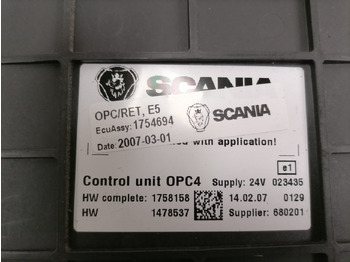 SCANIA
OPC/RET, E5
EcuAssy: 1754694
SCANIA
Date: 2007-03-01
with application!
e1
Control unit OPC4 Supply: 24V 023435
HW complete: 1758158 14.02.07 0129
HW 1478537 Supplier: 680201